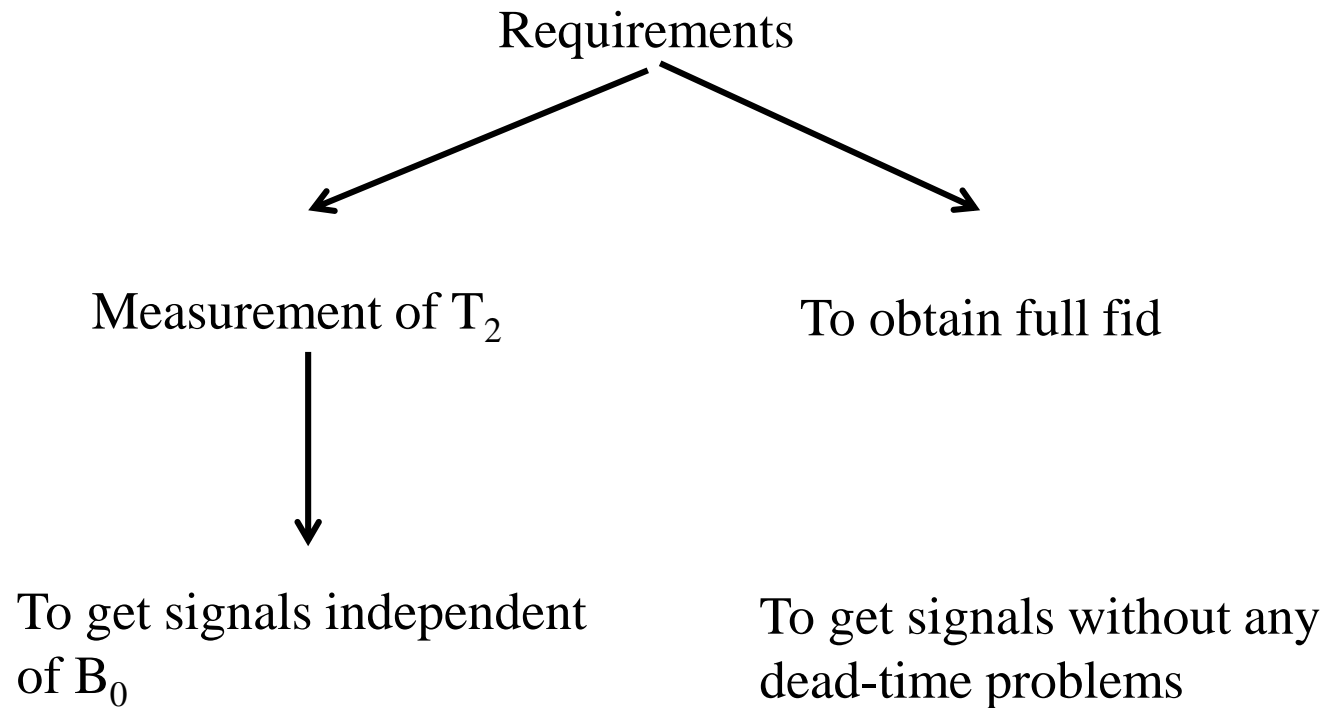 Requirements
Measurement of T₂
To obtain full fid
To get signals independent
of B₀
To get signals without any
dead-time problems